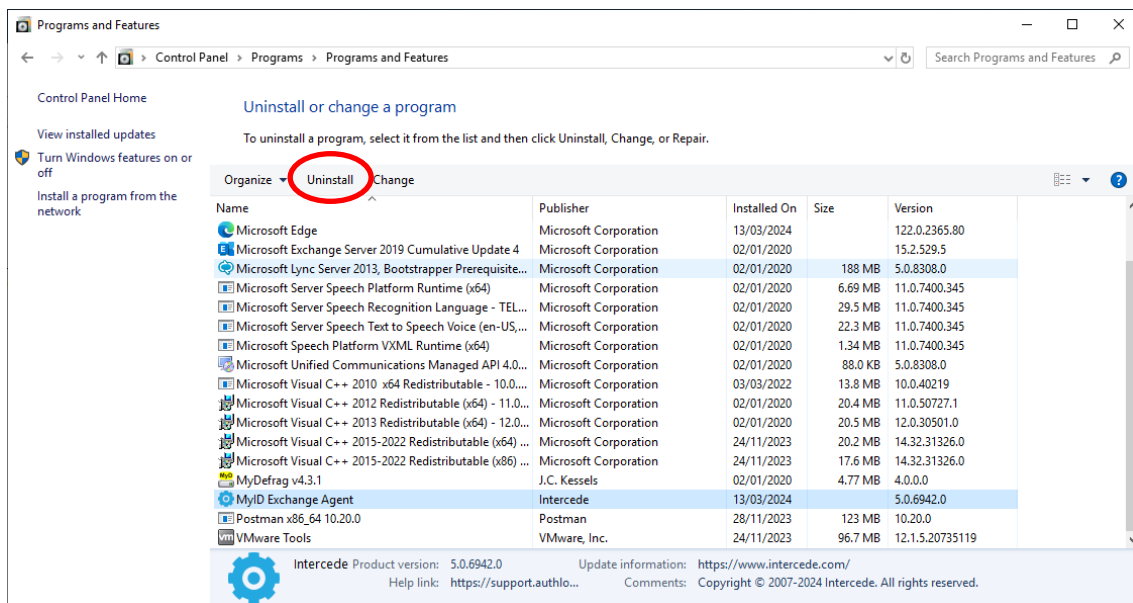 Programs and Features
Control Panel > Programs > Programs and Features
Search Programs and Features
Control Panel Home
View installed updates
Turn Windows features on or
off
Install a program from the
network
Uninstall or change a program
To uninstall a program, select it from the list and then click Uninstall, Change, or Repair.
Organize Uninstall Change
Name Publisher Installed On Size Version
Microsoft Edge Microsoft Corporation 13/03/2024 122.0.2365.80
Microsoft Exchange Server 2019 Cumulative Update 4 Microsoft Corporation 02/01/2020 15.2.529.5
Microsoft Lync Server 2013, Bootstrapper Prerequisite... Microsoft Corporation 02/01/2020 188 MB 5.0.8308.0
Microsoft Server Speech Platform Runtime (x64) Microsoft Corporation 02/01/2020 6.69 MB 11.0.7400.345
Microsoft Server Speech Recognition Language - TEL... Microsoft Corporation 02/01/2020 29.5 MB 11.0.7400.345
Microsoft Server Speech Text to Speech Voice (en-US,... Microsoft Corporation 02/01/2020 22.3 MB 11.0.7400.345
Microsoft Speech Platform VXML Runtime (x64) Microsoft Corporation 02/01/2020 1.34 MB 11.0.7400.345
Microsoft Unified Communications Managed API 4.0... Microsoft Corporation 02/01/2020 88.0 KB 5.0.8308.0
Microsoft Visual C++ 2010 x64 Redistributable - 10.0.... Microsoft Corporation 03/03/2022 13.8 MB 10.0.40219
Microsoft Visual C++ 2012 Redistributable (x64) - 11.0... Microsoft Corporation 02/01/2020 20.4 MB 11.0.50727.1
Microsoft Visual C++ 2013 Redistributable (x64) - 12.0... Microsoft Corporation 02/01/2020 20.5 MB 12.0.30501.0
Microsoft Visual C++ 2015-2022 Redistributable (x64) ... Microsoft Corporation 24/11/2023 20.2 MB 14.32.31326.0
Microsoft Visual C++ 2015-2022 Redistributable (x86) ... Microsoft Corporation 24/11/2023 17.6 MB 14.32.31326.0
MyDefrag v4.3.1 J.C. Kessels 02/01/2020 4.77 MB 4.0.0.0
MyID Exchange Agent Intercede 13/03/2024 5.0.6942.0
Postman x86_64 10.20.0 Postman 28/11/2023 123 MB 10.20.0
VMware Tools VMware, Inc. 24/11/2023 96.7 MB 12.1.5.20735119
Intercede Product version: 5.0.6942.0 Update information: https://www.intercede.com/
Help link: https://support.authlo... Comments: Copyright © 2007-2024 Intercede. All rights reserved.